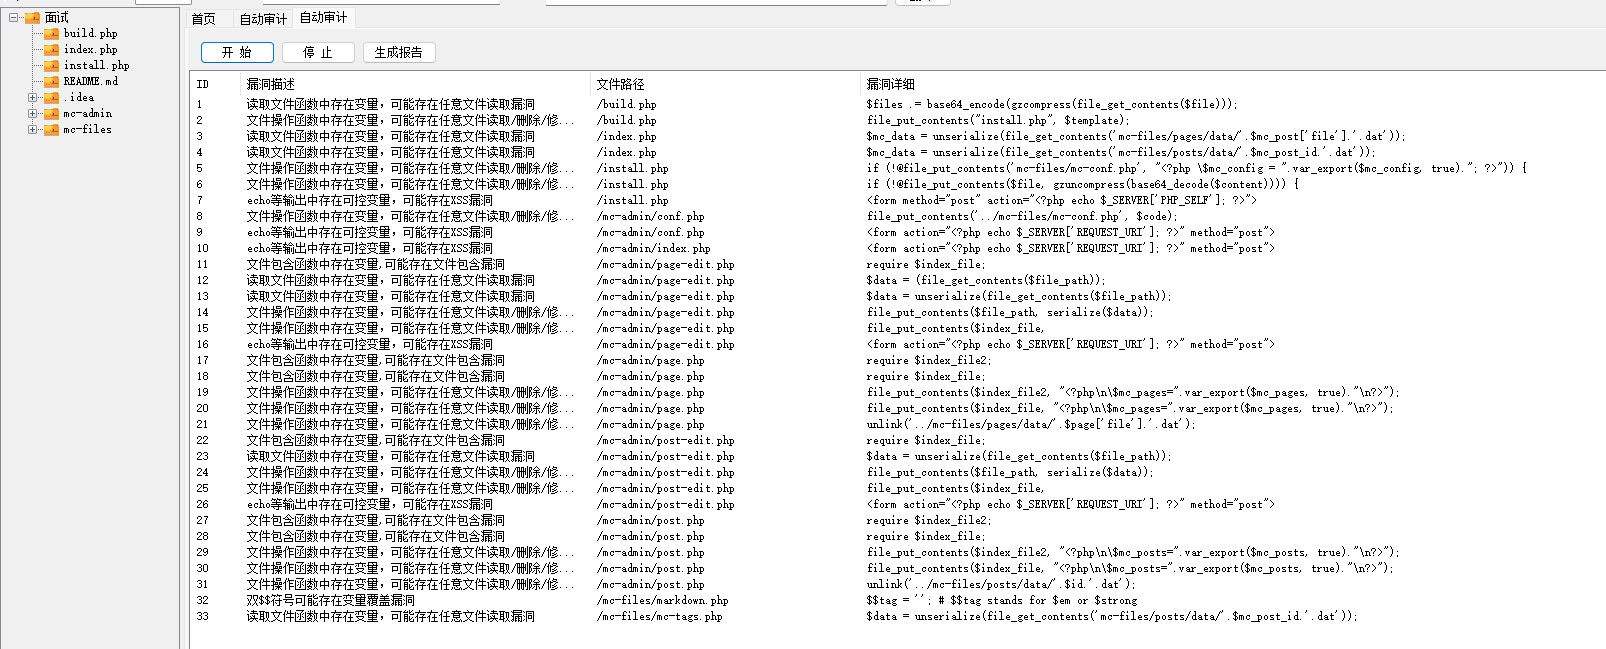 首页 自动审计 自动审计
面试
build.php
index.php
install.php
README.md
.idea
mc-admin
mc-files
开 始 停 止 生成报告
ID 漏洞描述 文件路径 漏洞详细
1 读取文件函数中存在变量，可能存在任意文件读取漏洞 /build.php $files .= base64_encode(gzcompress(file_get_contents($file)));
2 文件操作函数中存在变量，可能存在任意文件读取/删除/修... /build.php file_put_contents("install.php", $template);
3 读取文件函数中存在变量，可能存在任意文件读取漏洞 /index.php $mc_data = unserialize(file_get_contents('mc-files/pages/data/'.$mc_post['file'].'.dat'));
4 读取文件函数中存在变量，可能存在任意文件读取漏洞 /index.php $mc_data = unserialize(file_get_contents('mc-files/posts/data/'.$mc_post_id.'.dat'));
5 文件操作函数中存在变量，可能存在任意文件读取/删除/修... /install.php if (!@file_put_contents('mc-files/mc-conf.php', "<?php \$mc_config = ".var_export($mc_config, true)."; ?>")) {
6 文件操作函数中存在变量，可能存在任意文件读取/删除/修... /install.php if (!@file_put_contents($file, gzuncompress(base64_decode($content)))) {
7 echo等输出中存在可控变量，可能存在XSS漏洞 /install.php <form method="post" action="<?php echo $_SERVER['PHP_SELF']; ?>">
8 文件操作函数中存在变量，可能存在任意文件读取/删除/修... /mc-admin/conf.php file_put_contents('../mc-files/mc-conf.php', $code);
9 echo等输出中存在可控变量，可能存在XSS漏洞 /mc-admin/conf.php <form action="<?php echo $_SERVER['REQUEST_URI']; ?>" method="post">
10 echo等输出中存在可控变量，可能存在XSS漏洞 /mc-admin/index.php <form action="<?php echo $_SERVER['REQUEST_URI']; ?>" method="post">
11 文件包含函数中存在变量,可能存在文件包含漏洞 /mc-admin/page-edit.php require $index_file;
12 读取文件函数中存在变量，可能存在任意文件读取漏洞 /mc-admin/page-edit.php $data = (file_get_contents($file_path));
13 读取文件函数中存在变量，可能存在任意文件读取漏洞 /mc-admin/page-edit.php $data = unserialize(file_get_contents($file_path));
14 文件操作函数中存在变量，可能存在任意文件读取/删除/修... /mc-admin/page-edit.php file_put_contents($file_path, serialize($data));
15 文件操作函数中存在变量，可能存在任意文件读取/删除/修... /mc-admin/page-edit.php file_put_contents($index_file,
16 echo等输出中存在可控变量，可能存在XSS漏洞 /mc-admin/page-edit.php <form action="<?php echo $_SERVER['REQUEST_URI']; ?>" method="post">
17 文件包含函数中存在变量,可能存在文件包含漏洞 /mc-admin/page.php require $index_file2;
18 文件包含函数中存在变量,可能存在文件包含漏洞 /mc-admin/page.php require $index_file;
19 文件操作函数中存在变量，可能存在任意文件读取/删除/修... /mc-admin/page.php file_put_contents($index_file2, "<?php\n\$mc_pages=".var_export($mc_pages, true)."\n?>");
20 文件操作函数中存在变量，可能存在任意文件读取/删除/修... /mc-admin/page.php file_put_contents($index_file, "<?php\n\$mc_pages=".var_export($mc_pages, true)."\n?>");
21 文件操作函数中存在变量，可能存在任意文件读取/删除/修... /mc-admin/page.php unlink('../mc-files/pages/data/'.$page['file'].'.dat');
22 文件包含函数中存在变量,可能存在文件包含漏洞 /mc-admin/post-edit.php require $index_file;
23 读取文件函数中存在变量，可能存在任意文件读取漏洞 /mc-admin/post-edit.php $data = unserialize(file_get_contents($file_path));
24 文件操作函数中存在变量，可能存在任意文件读取/删除/修... /mc-admin/post-edit.php file_put_contents($file_path, serialize($data));
25 文件操作函数中存在变量，可能存在任意文件读取/删除/修... /mc-admin/post-edit.php file_put_contents($index_file,
26 echo等输出中存在可控变量，可能存在XSS漏洞 /mc-admin/post-edit.php <form action="<?php echo $_SERVER['REQUEST_URI']; ?>" method="post">
27 文件包含函数中存在变量,可能存在文件包含漏洞 /mc-admin/post.php require $index_file2;
28 文件包含函数中存在变量,可能存在文件包含漏洞 /mc-admin/post.php require $index_file;
29 文件操作函数中存在变量，可能存在任意文件读取/删除/修... /mc-admin/post.php file_put_contents($index_file2, "<?php\n\$mc_posts=".var_export($mc_posts, true)."\n?>");
30 文件操作函数中存在变量，可能存在任意文件读取/删除/修... /mc-admin/post.php file_put_contents($index_file, "<?php\n\$mc_posts=".var_export($mc_posts, true)."\n?>");
31 文件操作函数中存在变量，可能存在任意文件读取/删除/修... /mc-admin/post.php unlink('../mc-files/posts/data/'.$id.'.dat');
32 双$$符号可能存在变量覆盖漏洞 /mc-files/markdown.php $$tag = ''; # $$tag stands for $em or $strong
33 读取文件函数中存在变量，可能存在任意文件读取漏洞 /mc-files/mc-tags.php $data = unserialize(file_get_contents('mc-files/posts/data/'.$mc_post_id.'.dat'));